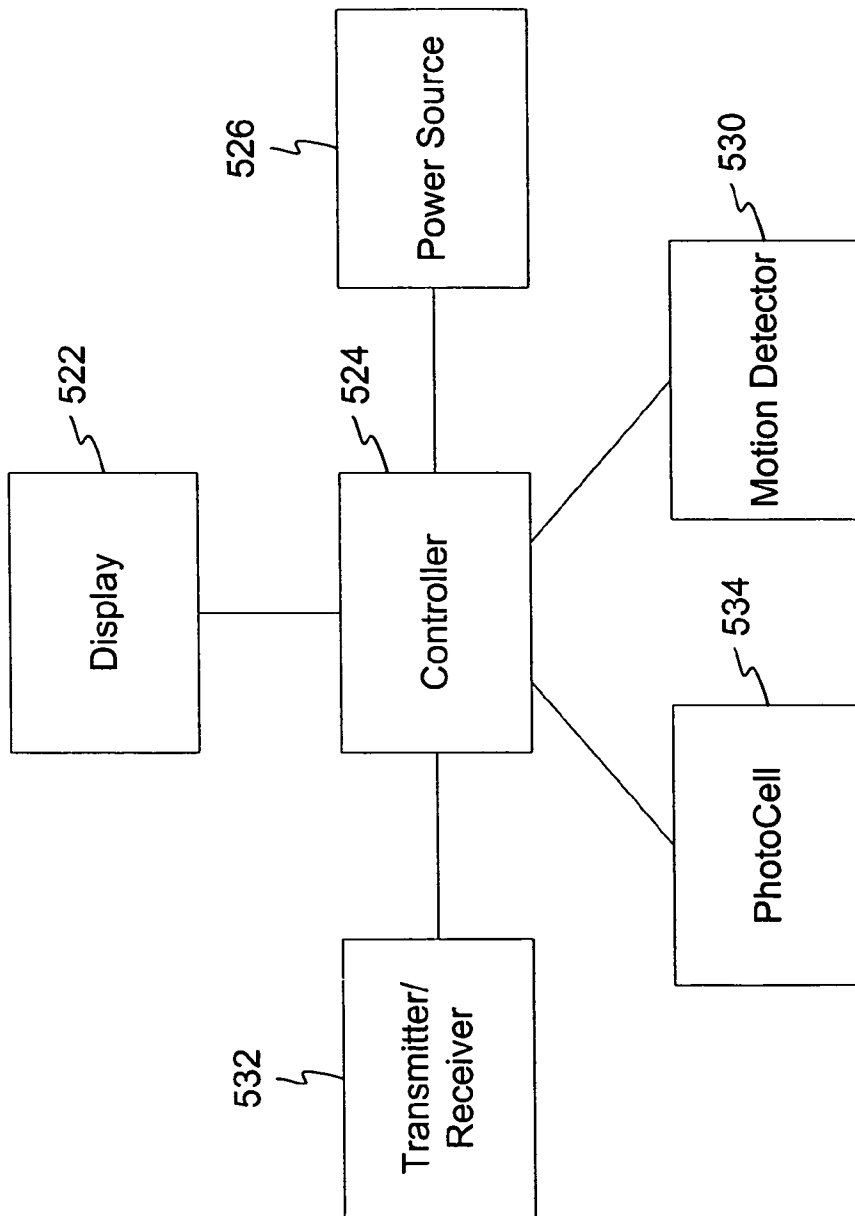 522
Display
526
Power Source
524
Controller
532
Transmitter/
Receiver
530
Motion Detector
534
PhotoCell